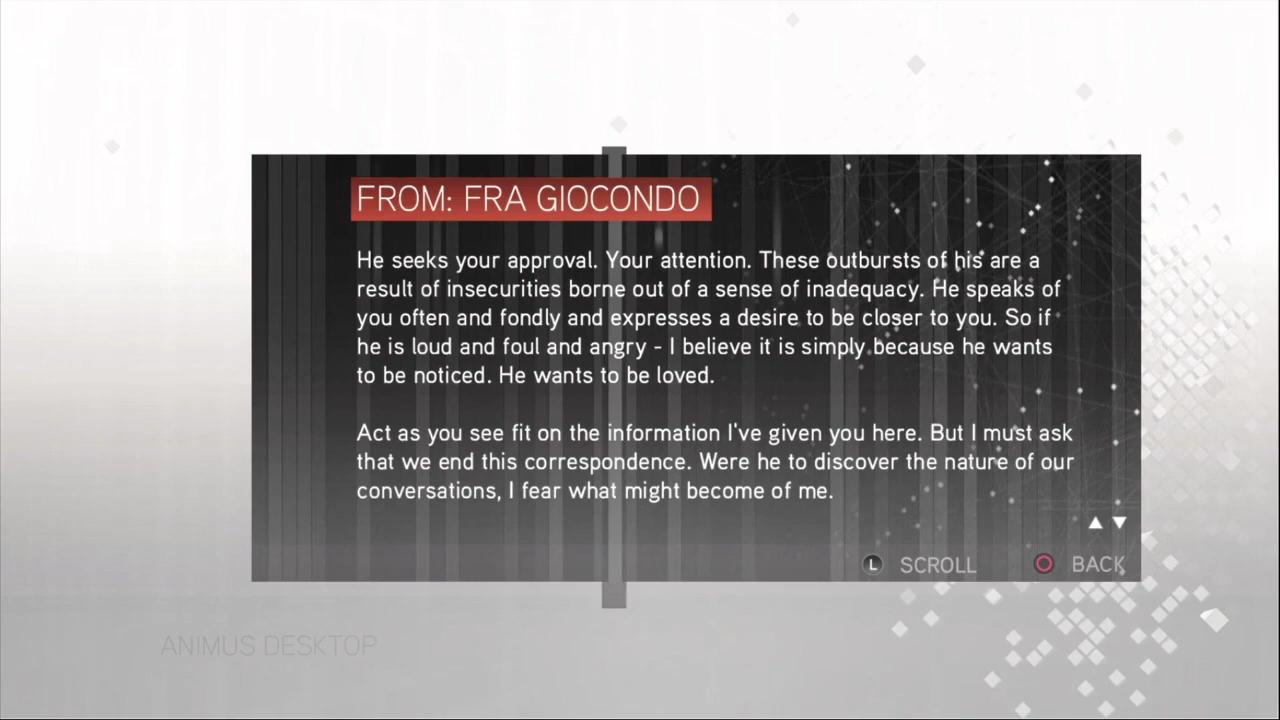 FROM: FRA GIOCONDO
He seeks your approval. Your attention. These outbursts of his are a
result of insecurities borne out of a sense of inadequacy. He speaks of
you often and fondly and expresses a desire to be closer to you. So if
he is loud and foul and angry - I believe it is simply because he wants
to be noticed. He wants to be loved.
Act as you see fit on the information I've given you here. But I must ask
that we end this correspondence. Were he to discover the nature of our
conversations, I fear what might become of me.
L SCROLL BACK
ANIMUS DESKTOP